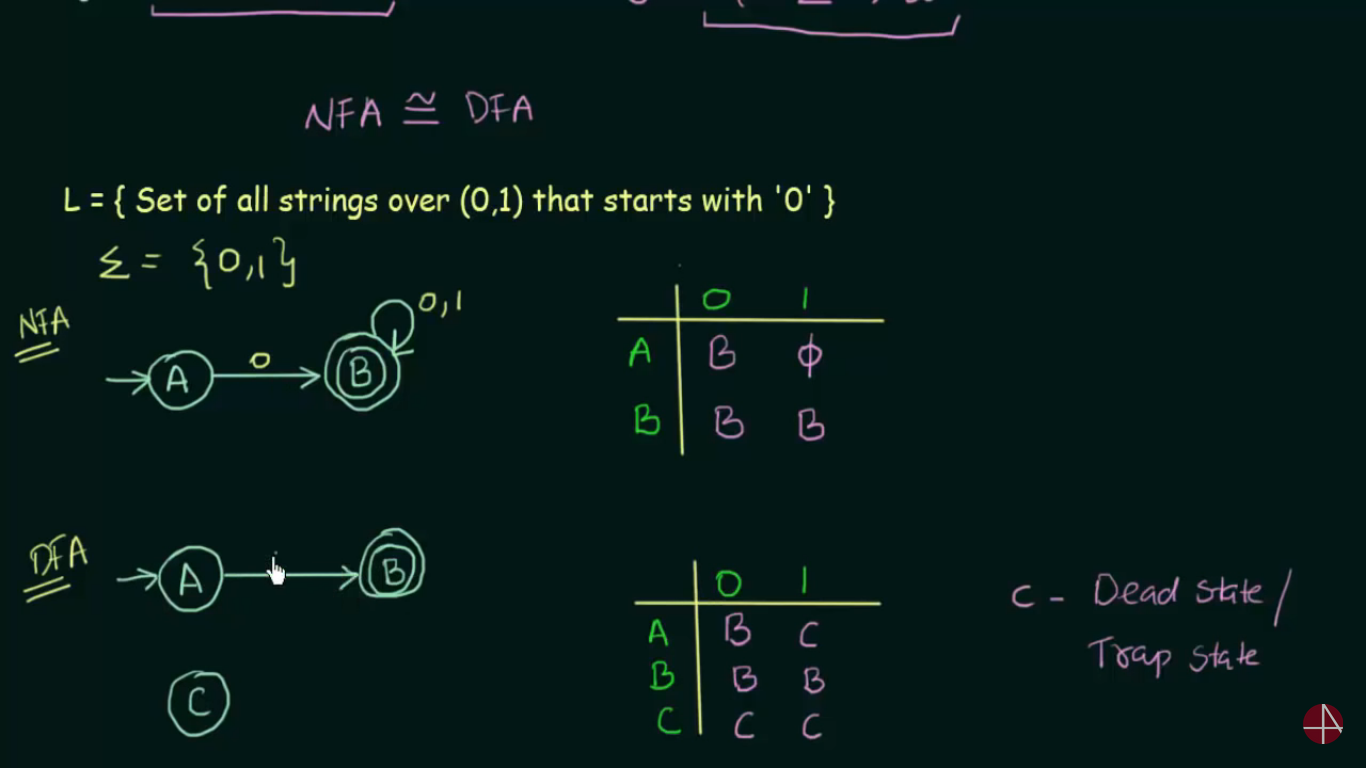 NFA ≅ DFA
L = { Set of all strings over (0,1) that starts with '0' }
Σ = {0,1}
NFA
A 0 B 0,1
0 1
A B ϕ
B B B
DFA
A B
C
0 1
A B C
B B B
C C C
C - Dead state /
Trap state